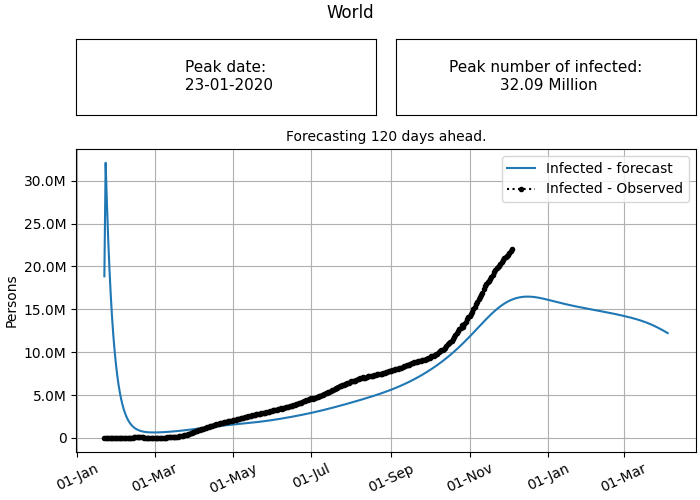 World
Peak date:
23-01-2020
Peak number of infected:
32.09 Million
Forecasting 120 days ahead.
Infected - forecast
Infected - Observed
Persons
30.0M
25.0M
20.0M
15.0M
10.0M
5.0M
0
01-Jan
01-Mar
01-May
01-Jul
01-Sep
01-Nov
01-Jan
01-Mar